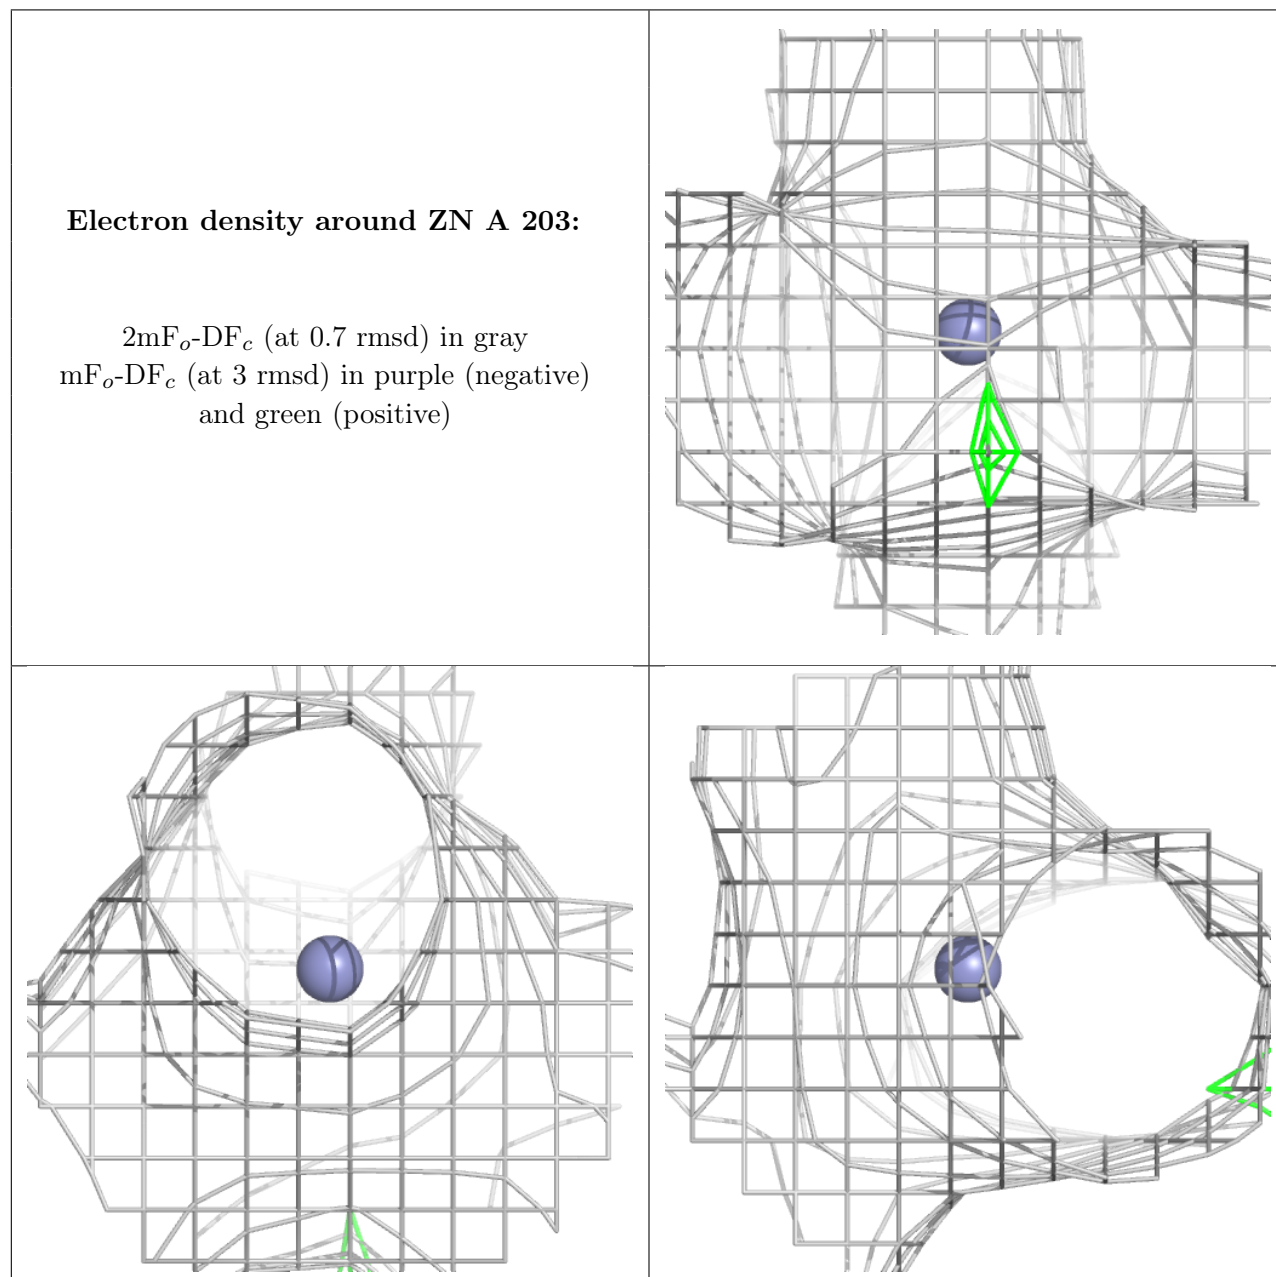 Electron density around ZN A 203:
2mFo-DFc (at 0.7 rmsd) in gray
mFo-DFc (at 3 rmsd) in purple (negative)
and green (positive)